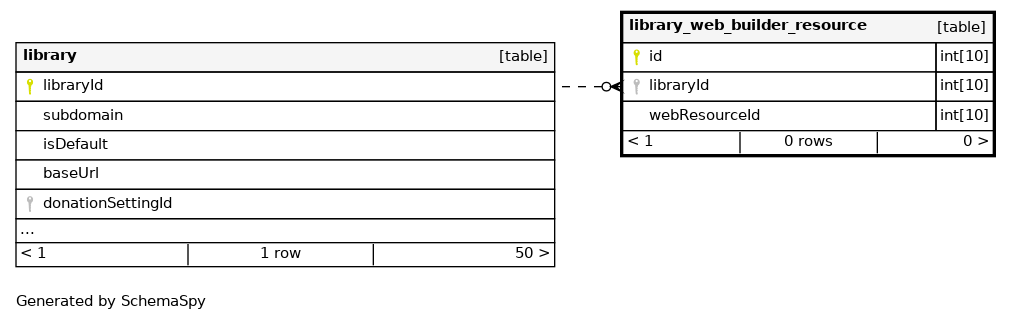 library [table]
libraryId
subdomain
isDefault
baseUrl
donationSettingId
...
< 1 1 row 50 >
library_web_builder_resource [table]
id int[10]
libraryId int[10]
webResourceId int[10]
< 1 0 rows 0 >
Generated by SchemaSpy